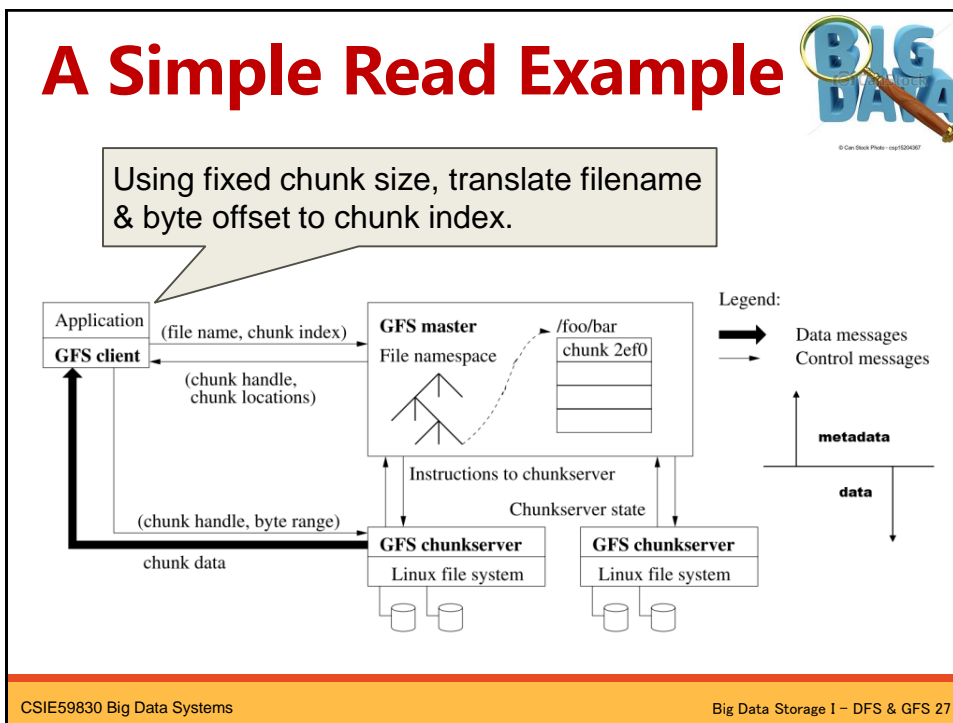 A Simple Read Example
BIG
DATA
© Can Stock Photo - csp15204367
Using fixed chunk size, translate filename
& byte offset to chunk index.
Application
GFS client
(file name, chunk index)
(chunk handle,
chunk locations)
GFS master
File namespace
/foo/bar
chunk 2ef0
Legend:
Data messages
Control messages
metadata
data
Instructions to chunkserver
Chunkserver state
(chunk handle, byte range)
chunk data
GFS chunkserver
Linux file system
GFS chunkserver
Linux file system
CSIE59830 Big Data Systems
Big Data Storage I – DFS & GFS 27